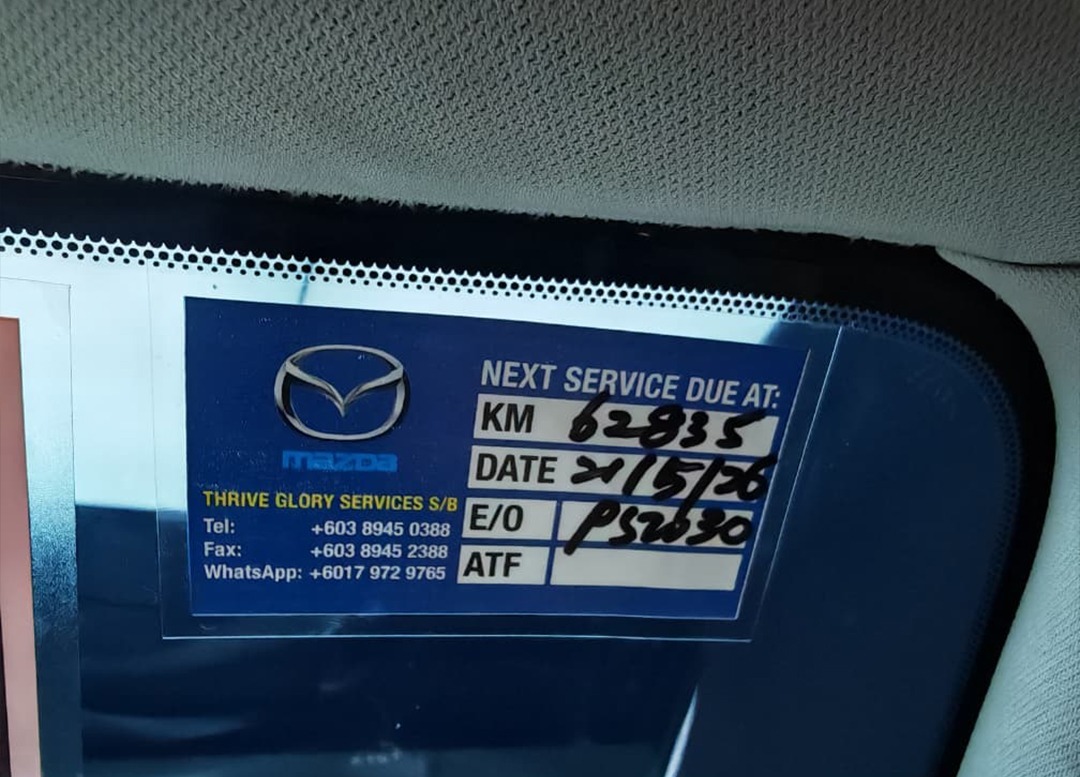 mazda
THRIVE GLORY SERVICES S/B
Tel: +603 8945 0388
Fax: +603 8945 2388
WhatsApp: +6017 972 9765
NEXT SERVICE DUE AT:
KM 62835
DATE 21/5/26
E/O PS2030
ATF